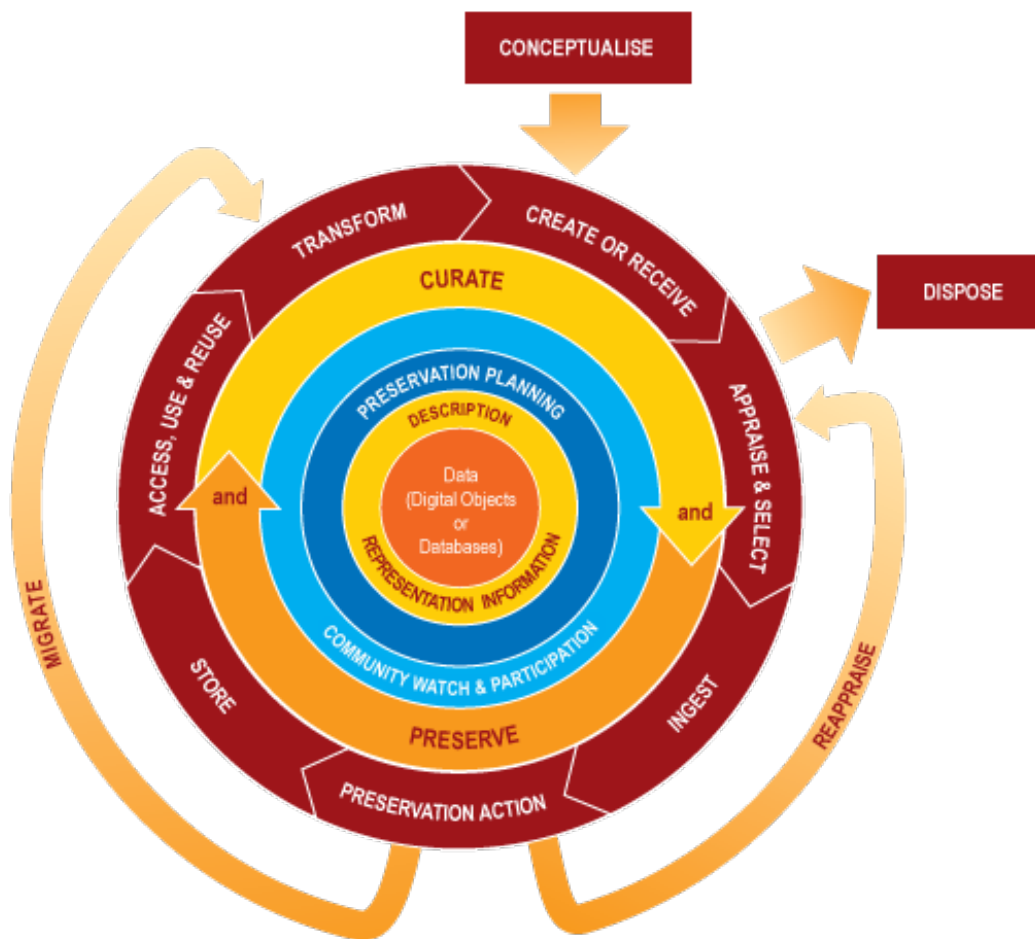 CONCEPTUALISE
TRANSFORM
CREATE OR RECEIVE
CURATE
DISPOSE
ACCESS, USE & REUSE
PRESERVATION PLANNING
DESCRIPTION
APPRAISE & SELECT
Data
(Digital Objects
or
Databases)
and
and
REPRESENTATION INFORMATION
MIGRATE
COMMUNITY WATCH & PARTICIPATION
STORE
INGEST
REAPPRAISE
PRESERVE
PRESERVATION ACTION